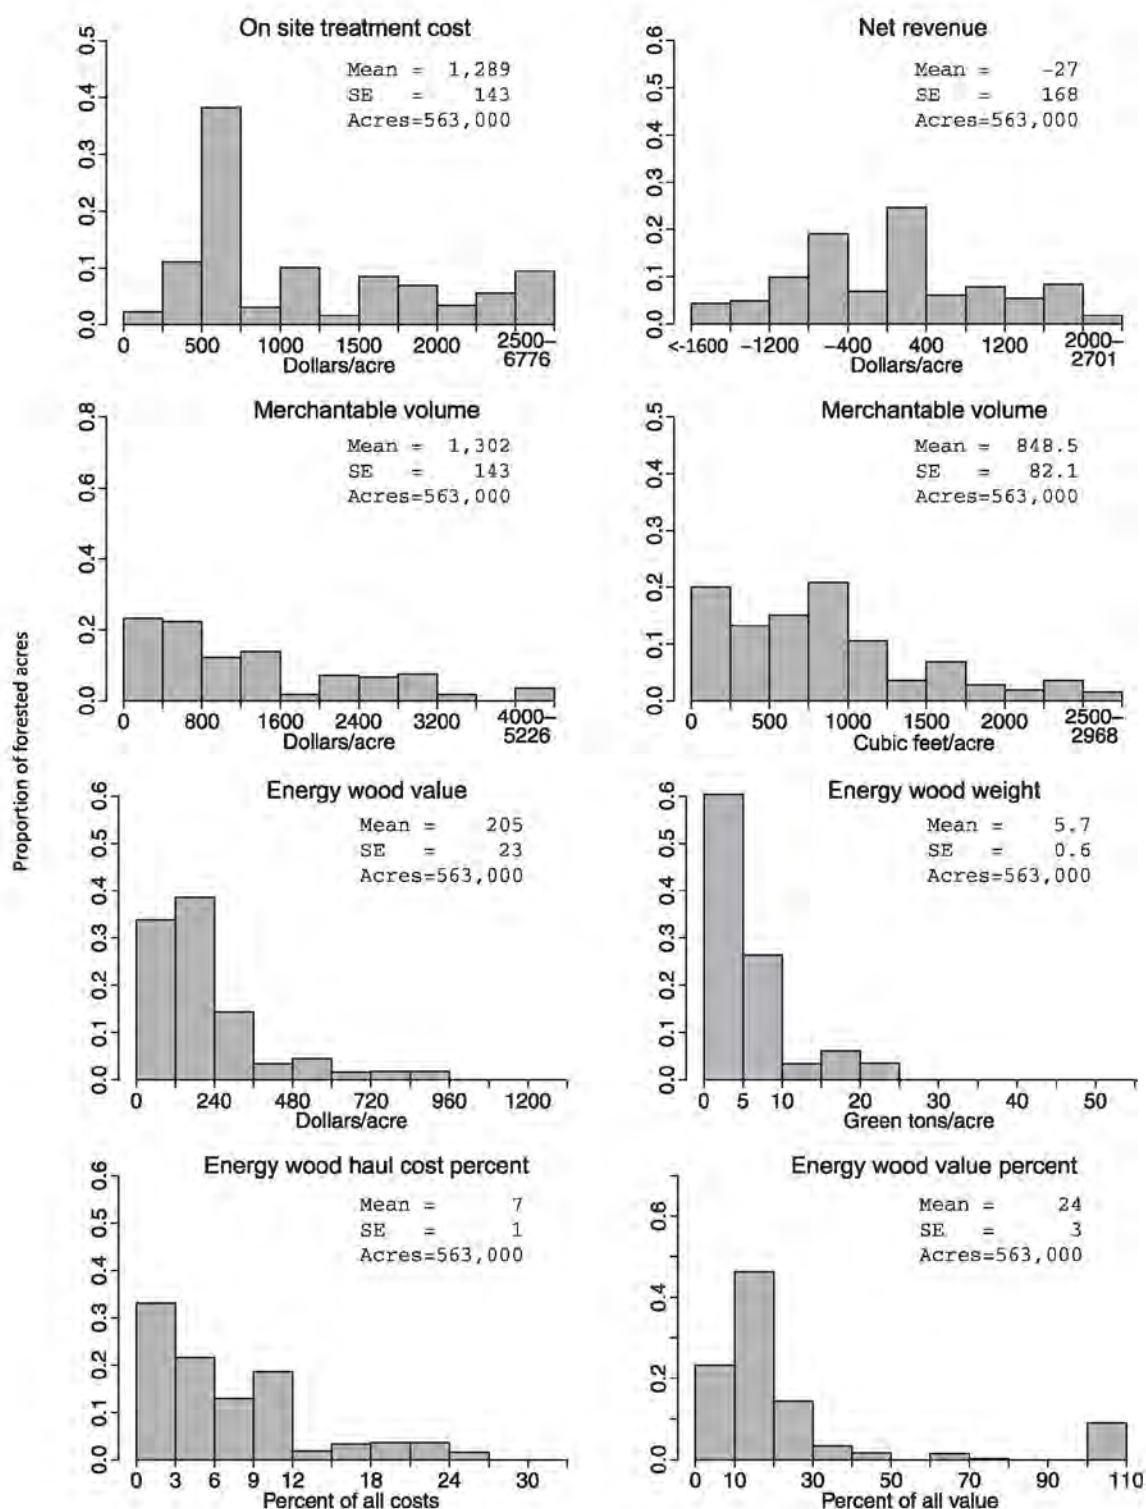 Proportion of forested acres
On site treatment cost
Mean = 1,289
SE = 143
Acres=563,000
0.5
0.4
0.3
0.2
0.1
0.0
0 500 1000 1500 2000 2500–
6776
Dollars/acre
Net revenue
Mean = -27
SE = 168
Acres=563,000
0.6
0.5
0.4
0.3
0.2
0.1
0.0
<-1600 −1200 −400 400 1200 2000−
2701
Dollars/acre
Merchantable volume
Mean = 1,302
SE = 143
Acres=563,000
0.8
0.6
0.4
0.2
0.0
0 800 1600 2400 3200 4000−
5226
Dollars/acre
Merchantable volume
Mean = 848.5
SE = 82.1
Acres=563,000
0.5
0.4
0.3
0.2
0.1
0.0
0 500 1000 1500 2000 2500−
2968
Cubic feet/acre
Energy wood value
Mean = 205
SE = 23
Acres=563,000
0.6
0.5
0.4
0.3
0.2
0.1
0.0
0 240 480 720 960 1200
Dollars/acre
Energy wood weight
Mean = 5.7
SE = 0.6
Acres=563,000
0.6
0.5
0.4
0.3
0.2
0.1
0.0
0 5 10 20 30 40 50
Green tons/acre
Energy wood haul cost percent
Mean = 7
SE = 1
Acres=563,000
0.6
0.5
0.4
0.3
0.2
0.1
0.0
0 3 6 9 12 18 24 30
Percent of all costs
Energy wood value percent
Mean = 24
SE = 3
Acres=563,000
0.6
0.4
0.2
0.0
0 10 30 50 70 90 110
Percent of all value